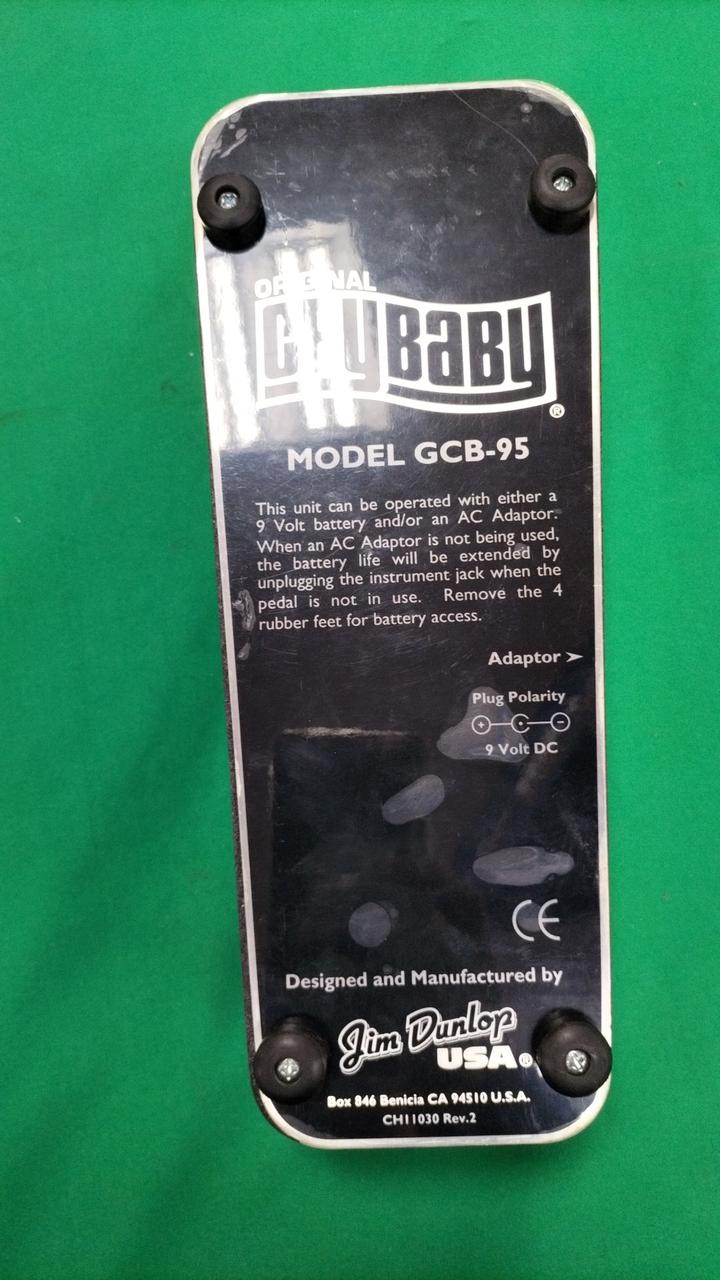 ORIGINAL
CRYBABY
®
MODEL GCB-95
This unit can be operated with either a
9 Volt battery and/or an AC Adaptor.
When an AC Adaptor is not being used,
the battery life will be extended by
unplugging the instrument jack when the
pedal is not in use. Remove the 4
rubber feet for battery access.
Adaptor ➤
Plug Polarity
+ C -
9 Volt DC
CE
Designed and Manufactured by
Jim Dunlop
USA®
Box 846 Benicia CA 94510 U.S.A.
CH11030 Rev.2